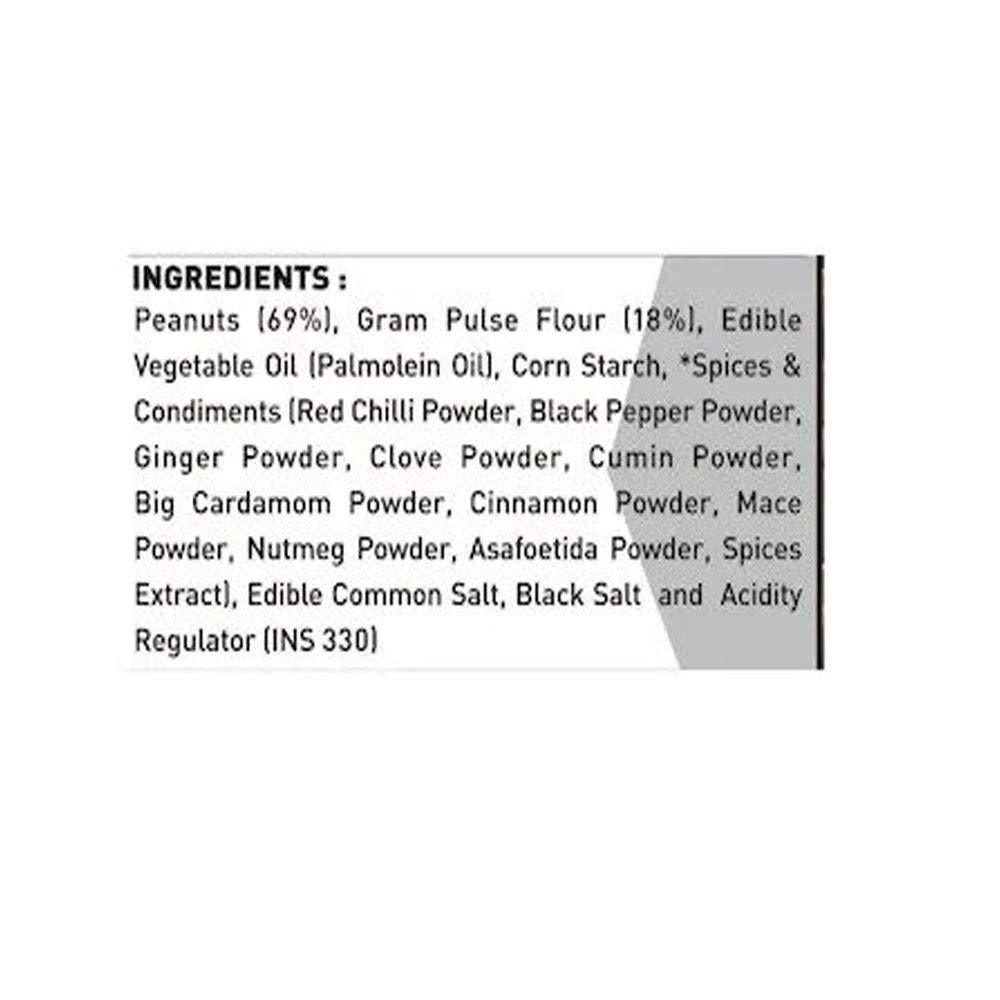 INGREDIENTS :
Peanuts (69%), Gram Pulse Flour (18%), Edible
Vegetable Oil (Palmolein Oil), Corn Starch, *Spices &
Condiments (Red Chilli Powder, Black Pepper Powder,
Ginger Powder, Clove Powder, Cumin Powder,
Big Cardamom Powder, Cinnamon Powder, Mace
Powder, Nutmeg Powder, Asafoetida Powder, Spices
Extract), Edible Common Salt, Black Salt and Acidity
Regulator (INS 330)